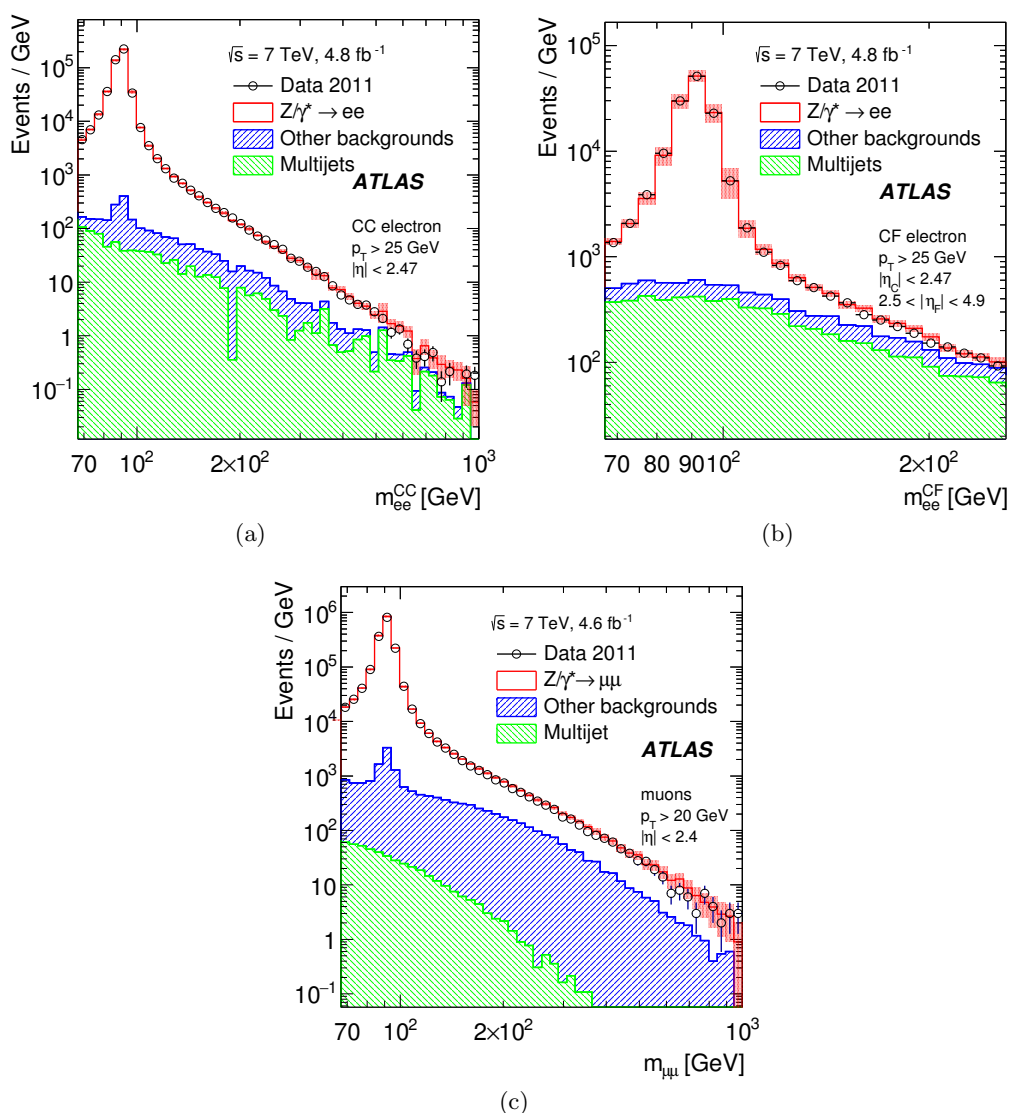 Events / GeV
10⁵
10⁴
10³
10²
10
1
10⁻¹
√s = 7 TeV, 4.8 fb⁻¹
Data 2011
Z/γ* → ee
Other backgrounds
Multijets
ATLAS
CC electron
p_T > 25 GeV
|η| < 2.47
70
10²
2×10²
10³
m_ee^CC [GeV]
(a)
Events / GeV
10⁵
10⁴
10³
10²
√s = 7 TeV, 4.8 fb⁻¹
Data 2011
Z/γ* → ee
Other backgrounds
Multijets
ATLAS
CF electron
p_T > 25 GeV
|η_C| < 2.47
2.5 < |η_F| < 4.9
70 80 90 10²
2×10²
m_ee^CF [GeV]
(b)
Events / GeV
10⁶
10⁵
10⁴
10³
10²
10
1
10⁻¹
√s = 7 TeV, 4.6 fb⁻¹
Data 2011
Z/γ* → μμ
Other backgrounds
Multijet
ATLAS
muons
p_T > 20 GeV
|η| < 2.4
70
10²
2×10²
10³
m_μμ [GeV]
(c)